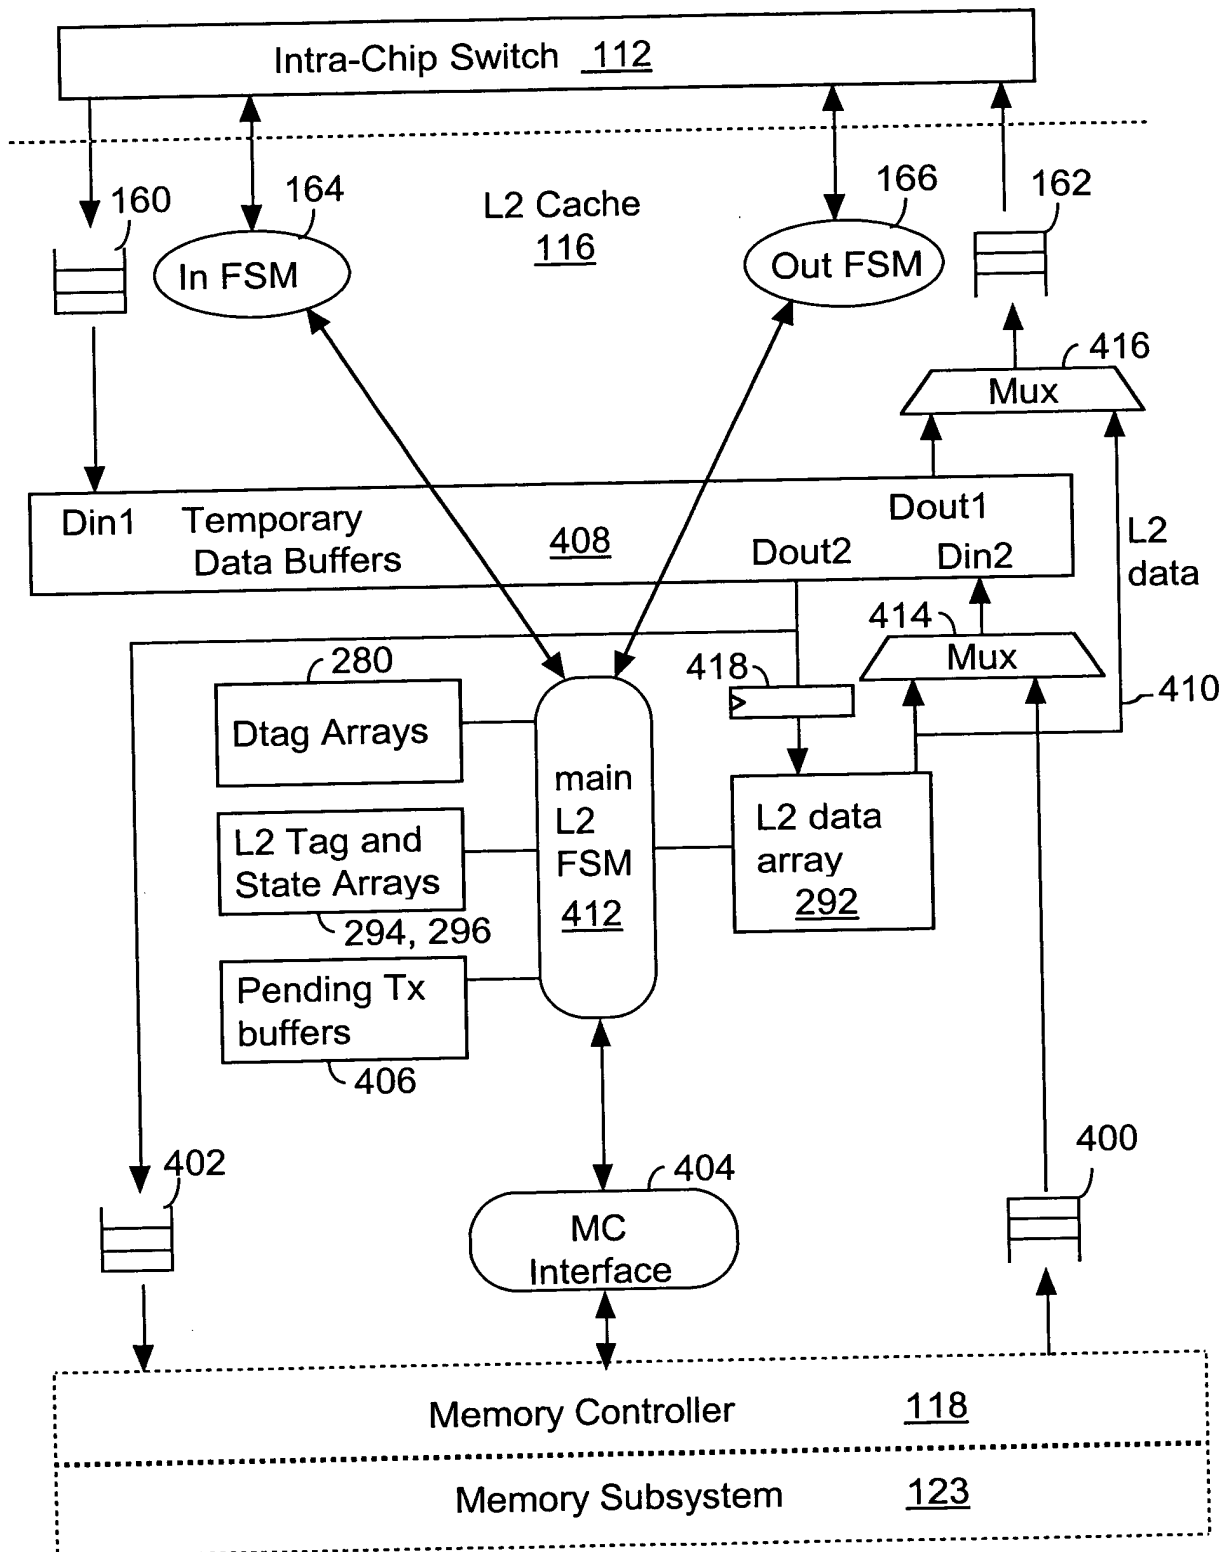 Intra-Chip Switch 112
160
164
L2 Cache
116
166
162
In FSM
Out FSM
416
Mux
Din1 Temporary
Data Buffers
408
Dout1
Dout2
Din2
L2
data
414
Mux
418
410
280
Dtag Arrays
main
L2
FSM
412
L2 data
array
292
L2 Tag and
State Arrays
294, 296
Pending Tx
buffers
406
402
404
400
MC
Interface
Memory Controller 118
Memory Subsystem 123